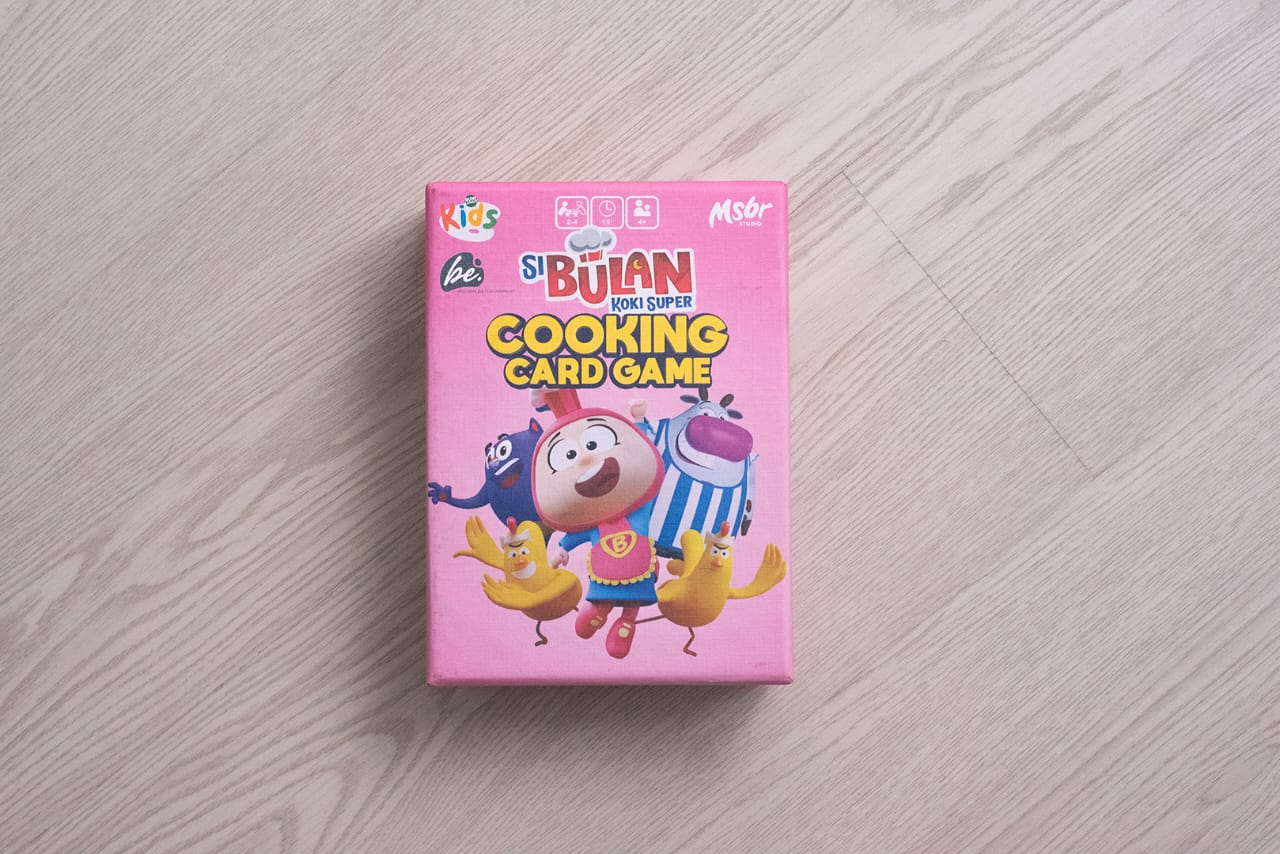 Kids
2-4
15'
4+
Msbr
STUDIO
be.
SI BULAN
KOKI SUPER
COOKING
CARD GAME
B